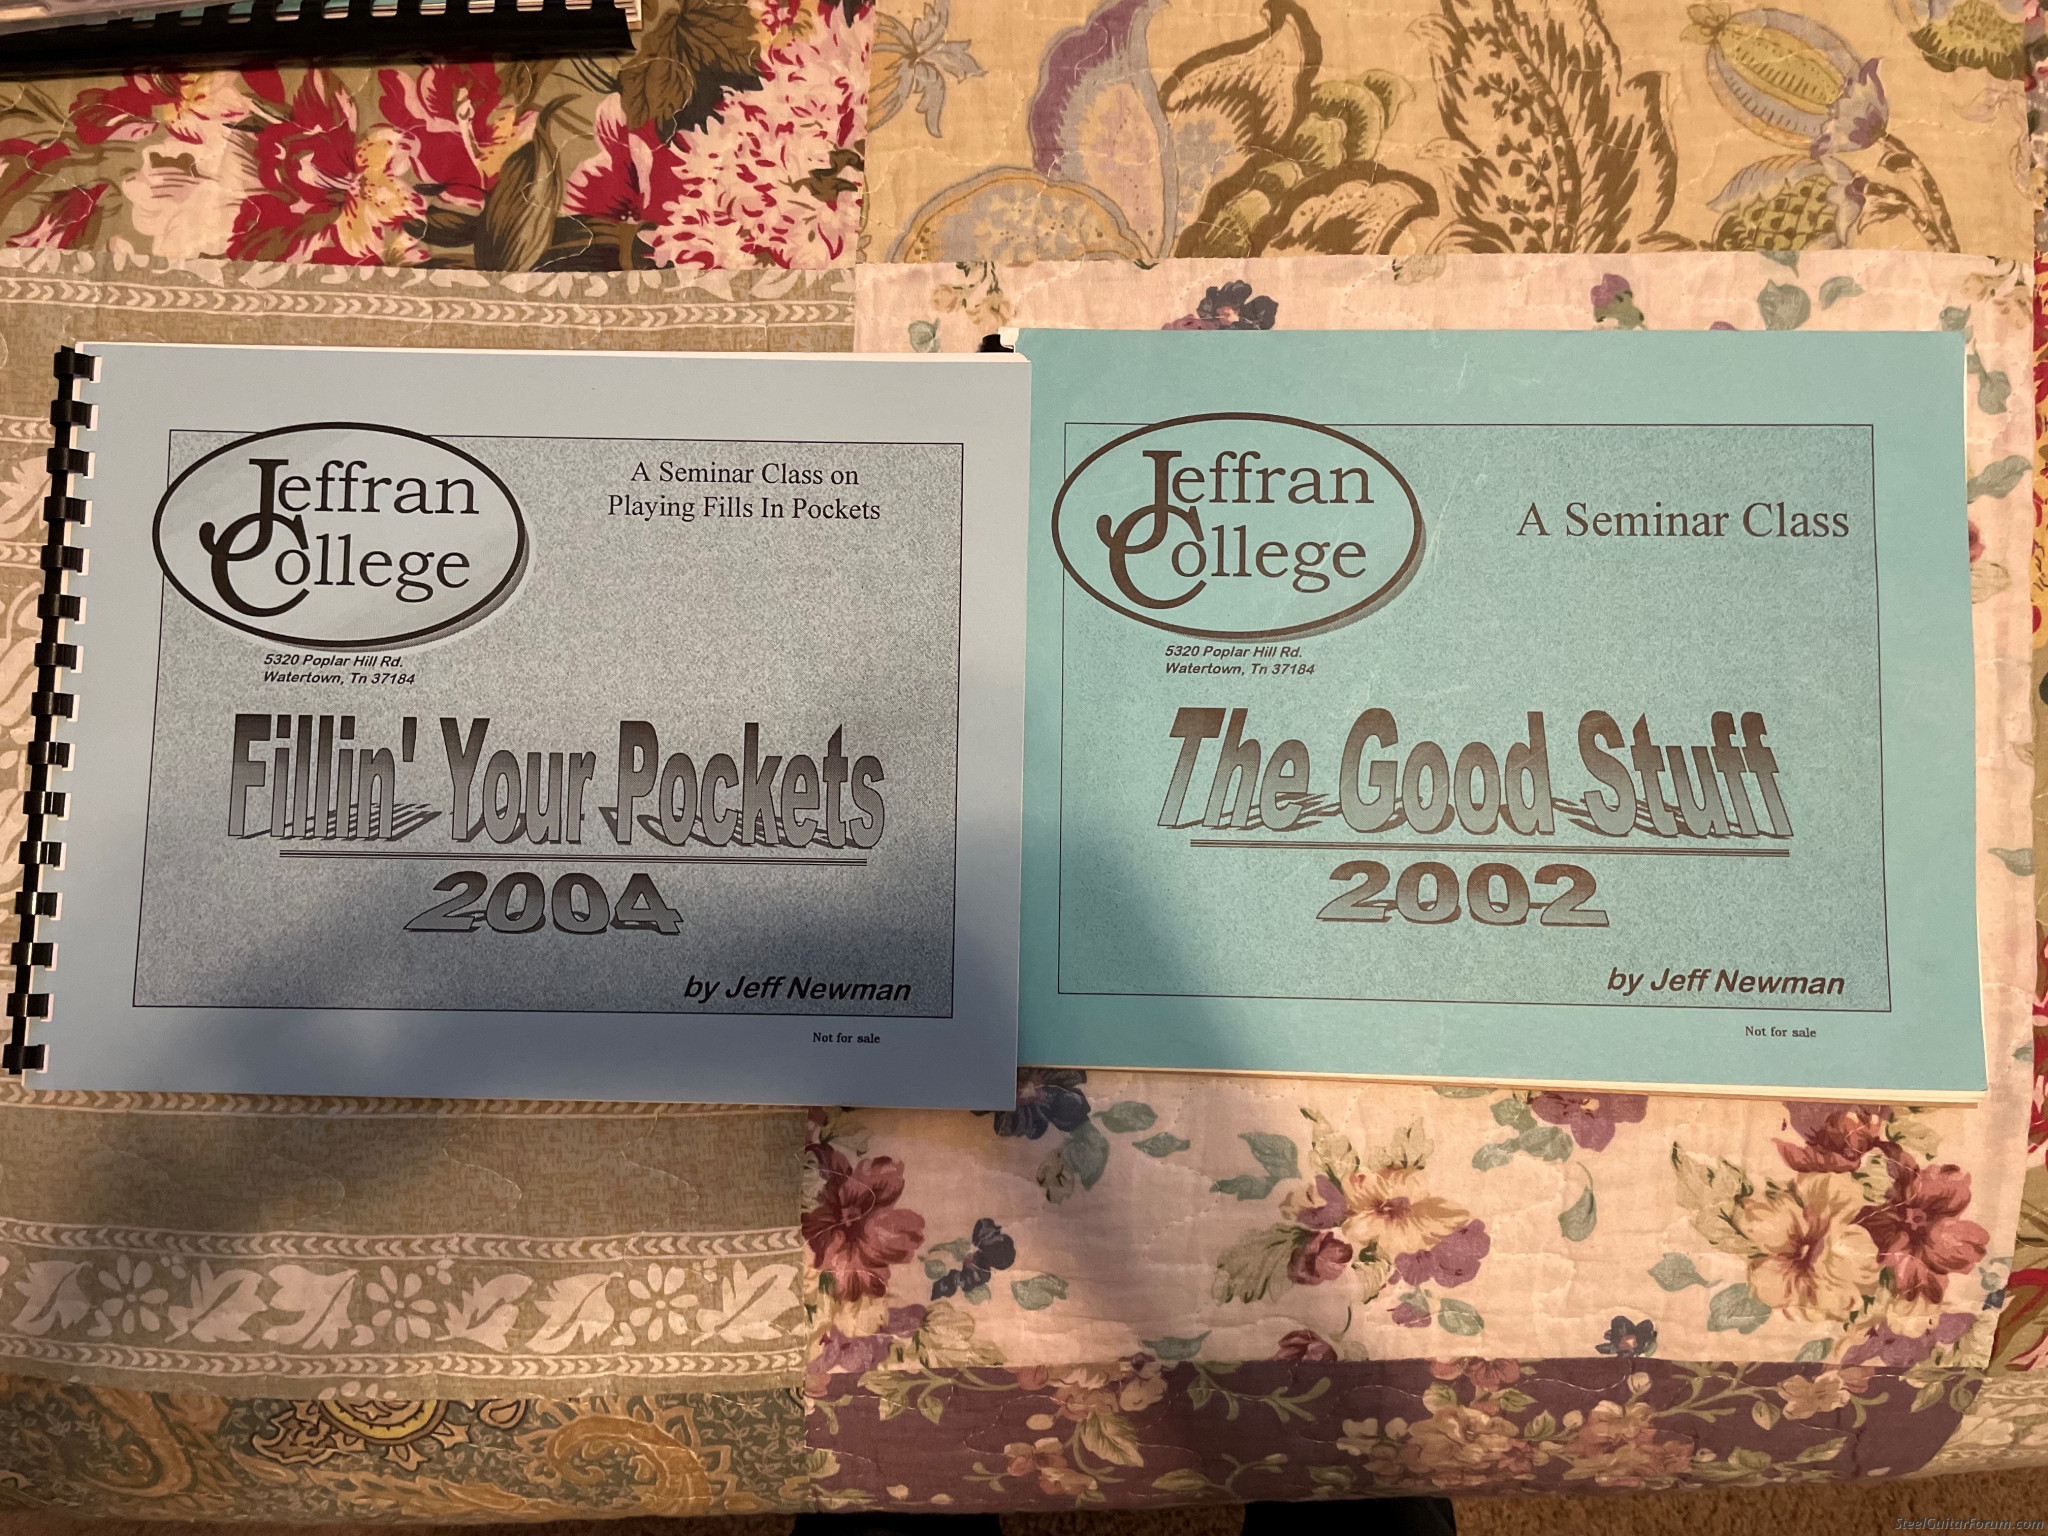 Jeffran
College
A Seminar Class on
Playing Fills In Pockets
5320 Poplar Hill Rd.
Watertown, Tn 37184
Fillin' Your Pockets
2004
by Jeff Newman
Not for sale
Jeffran
College
A Seminar Class
5320 Poplar Hill Rd.
Watertown, Tn 37184
The Good Stuff
2002
by Jeff Newman
Not for sale
SteelGuitarForum.com